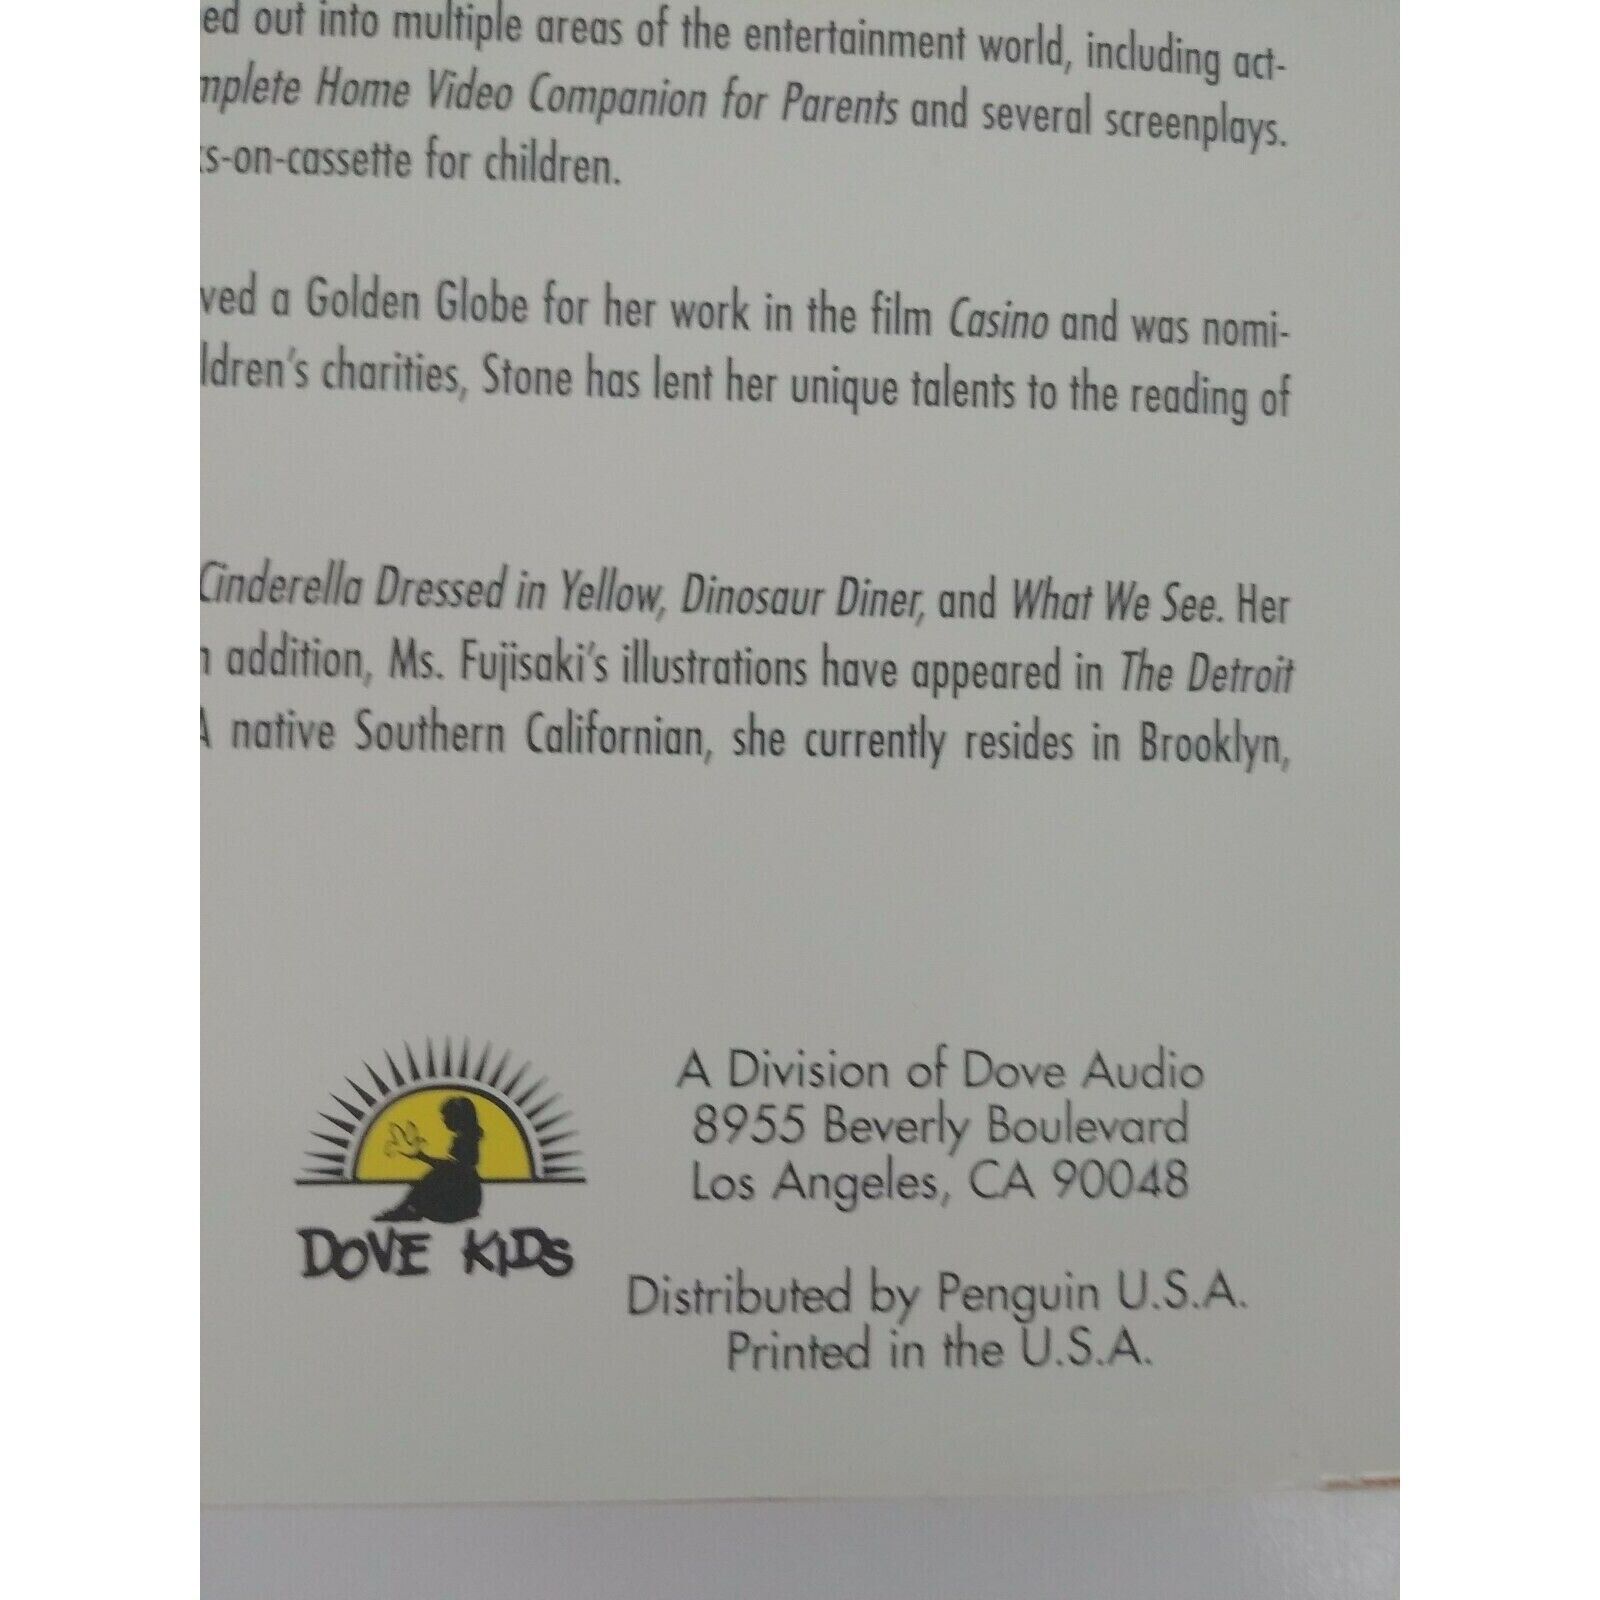 ed out into multiple areas of the entertainment world, including act-
mplete Home Video Companion for Parents and several screenplays.
s-on-cassette for children.
ved a Golden Globe for her work in the film Casino and was nomi-
ldren's charities, Stone has lent her unique talents to the reading of
Cinderella Dressed in Yellow, Dinosaur Diner, and What We See. Her
n addition, Ms. Fujisaki's illustrations have appeared in The Detroit
A native Southern Californian, she currently resides in Brooklyn,
DOVE KIDS
A Division of Dove Audio
8955 Beverly Boulevard
Los Angeles, CA 90048
Distributed by Penguin U.S.A.
Printed in the U.S.A.